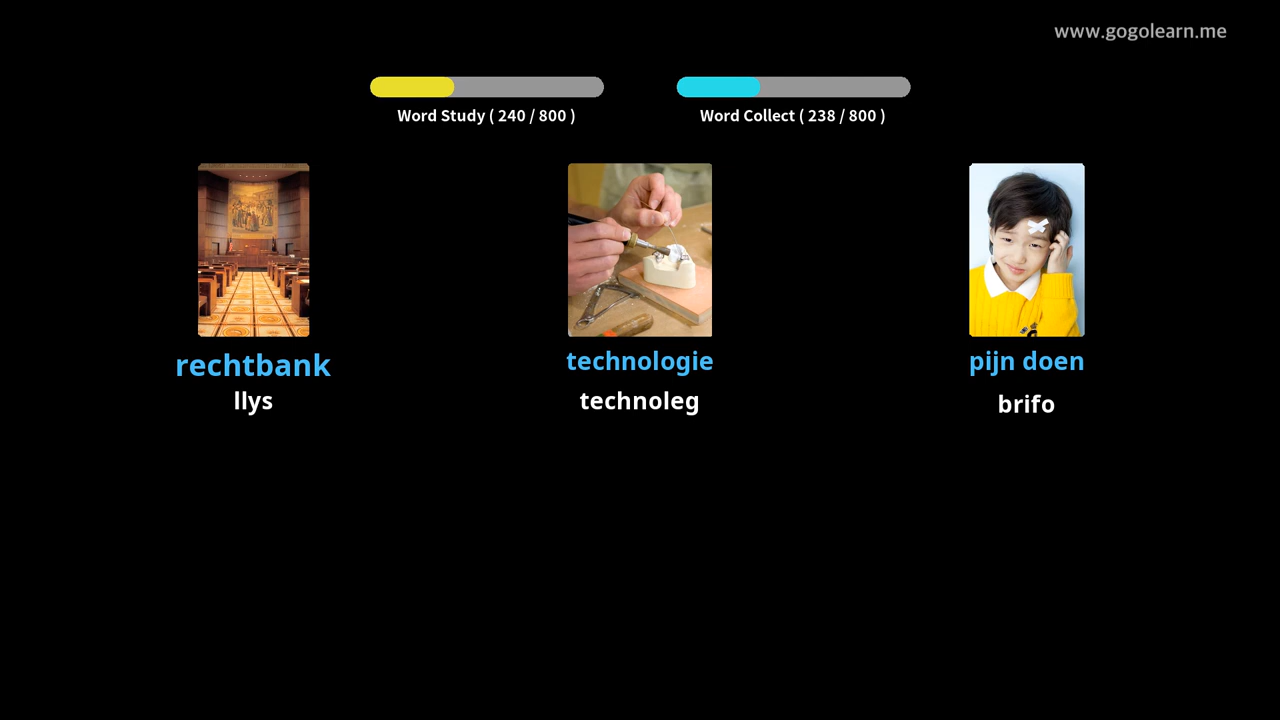 www.gogolearn.me
Word Study ( 240 / 800 )
Word Collect ( 238 / 800 )
rechtbank
llys
technologie
technoleg
pijn doen
brifo